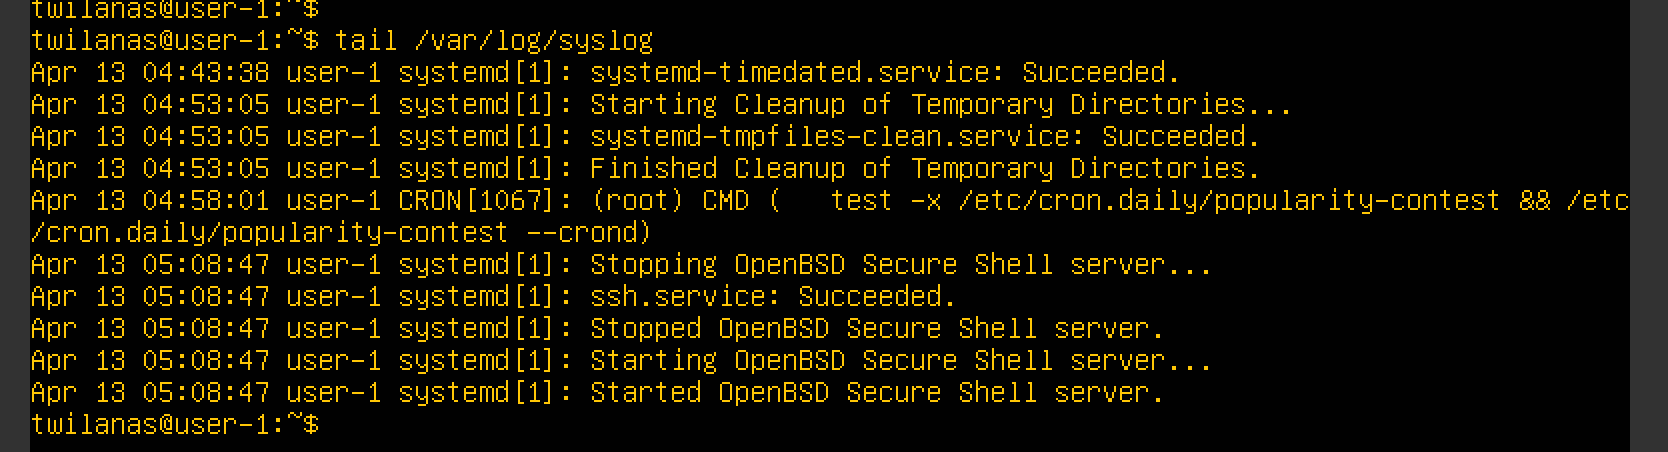 twilanas@user-1:~$
twilanas@user-1:~$ tail /var/log/syslog
Apr 13 04:43:38 user-1 systemd[1]: systemd-timedated.service: Succeeded.
Apr 13 04:53:05 user-1 systemd[1]: Starting Cleanup of Temporary Directories...
Apr 13 04:53:05 user-1 systemd[1]: systemd-tmpfiles-clean.service: Succeeded.
Apr 13 04:53:05 user-1 systemd[1]: Finished Cleanup of Temporary Directories.
Apr 13 04:58:01 user-1 CRON[1067]: (root) CMD (   test -x /etc/cron.daily/popularity-contest && /etc
/cron.daily/popularity-contest --crond)
Apr 13 05:08:47 user-1 systemd[1]: Stopping OpenBSD Secure Shell server...
Apr 13 05:08:47 user-1 systemd[1]: ssh.service: Succeeded.
Apr 13 05:08:47 user-1 systemd[1]: Stopped OpenBSD Secure Shell server.
Apr 13 05:08:47 user-1 systemd[1]: Starting OpenBSD Secure Shell server...
Apr 13 05:08:47 user-1 systemd[1]: Started OpenBSD Secure Shell server.
twilanas@user-1:~$